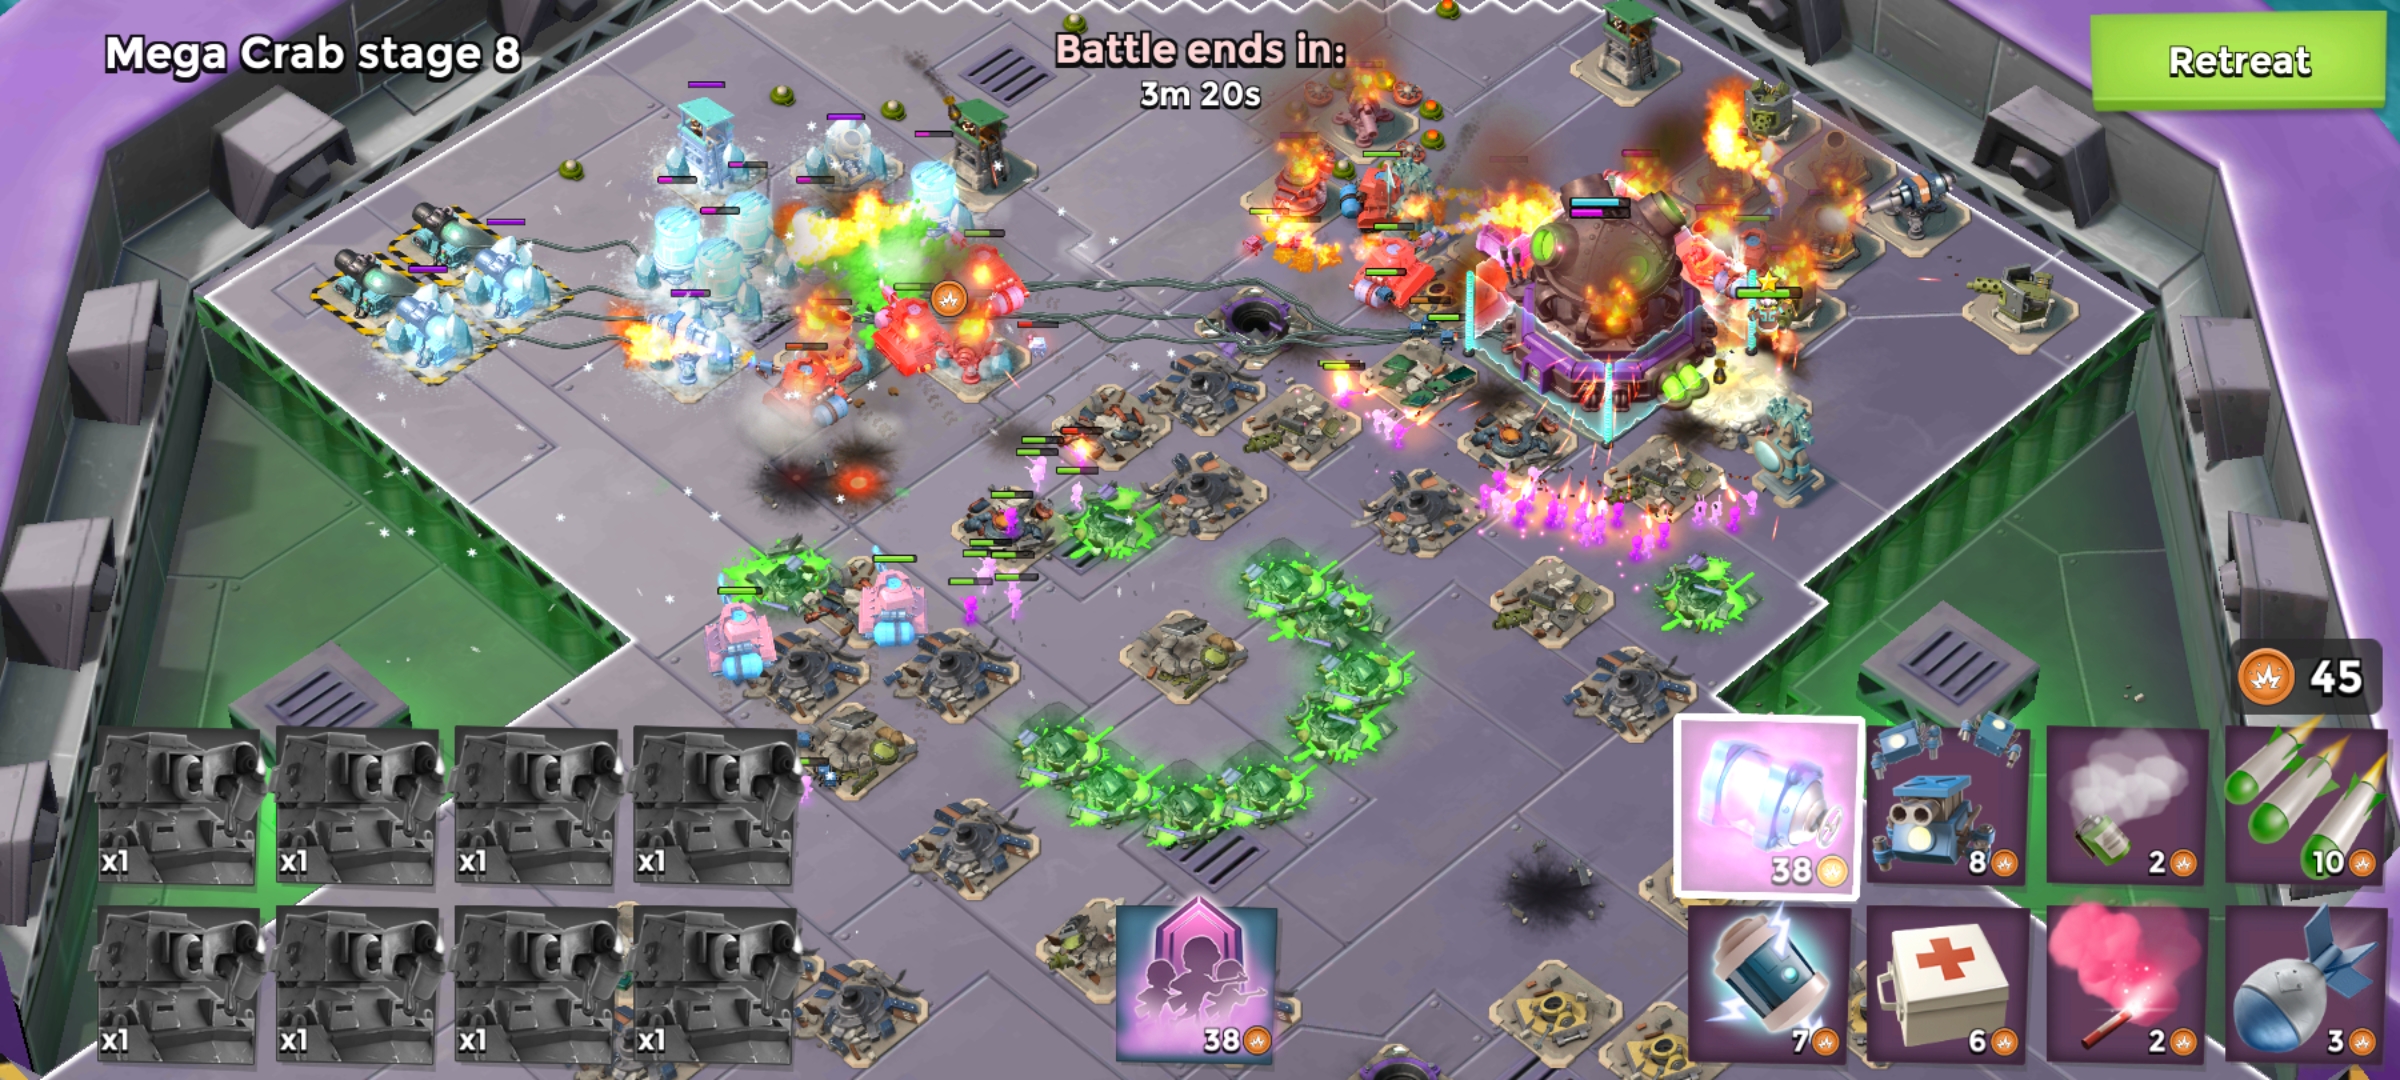 Mega Crab stage 8
Battle ends in:
3m 20s
Retreat
45
x1
x1
x1
x1
38
8
2
10
x1
x1
x1
x1
38
7
6
2
3